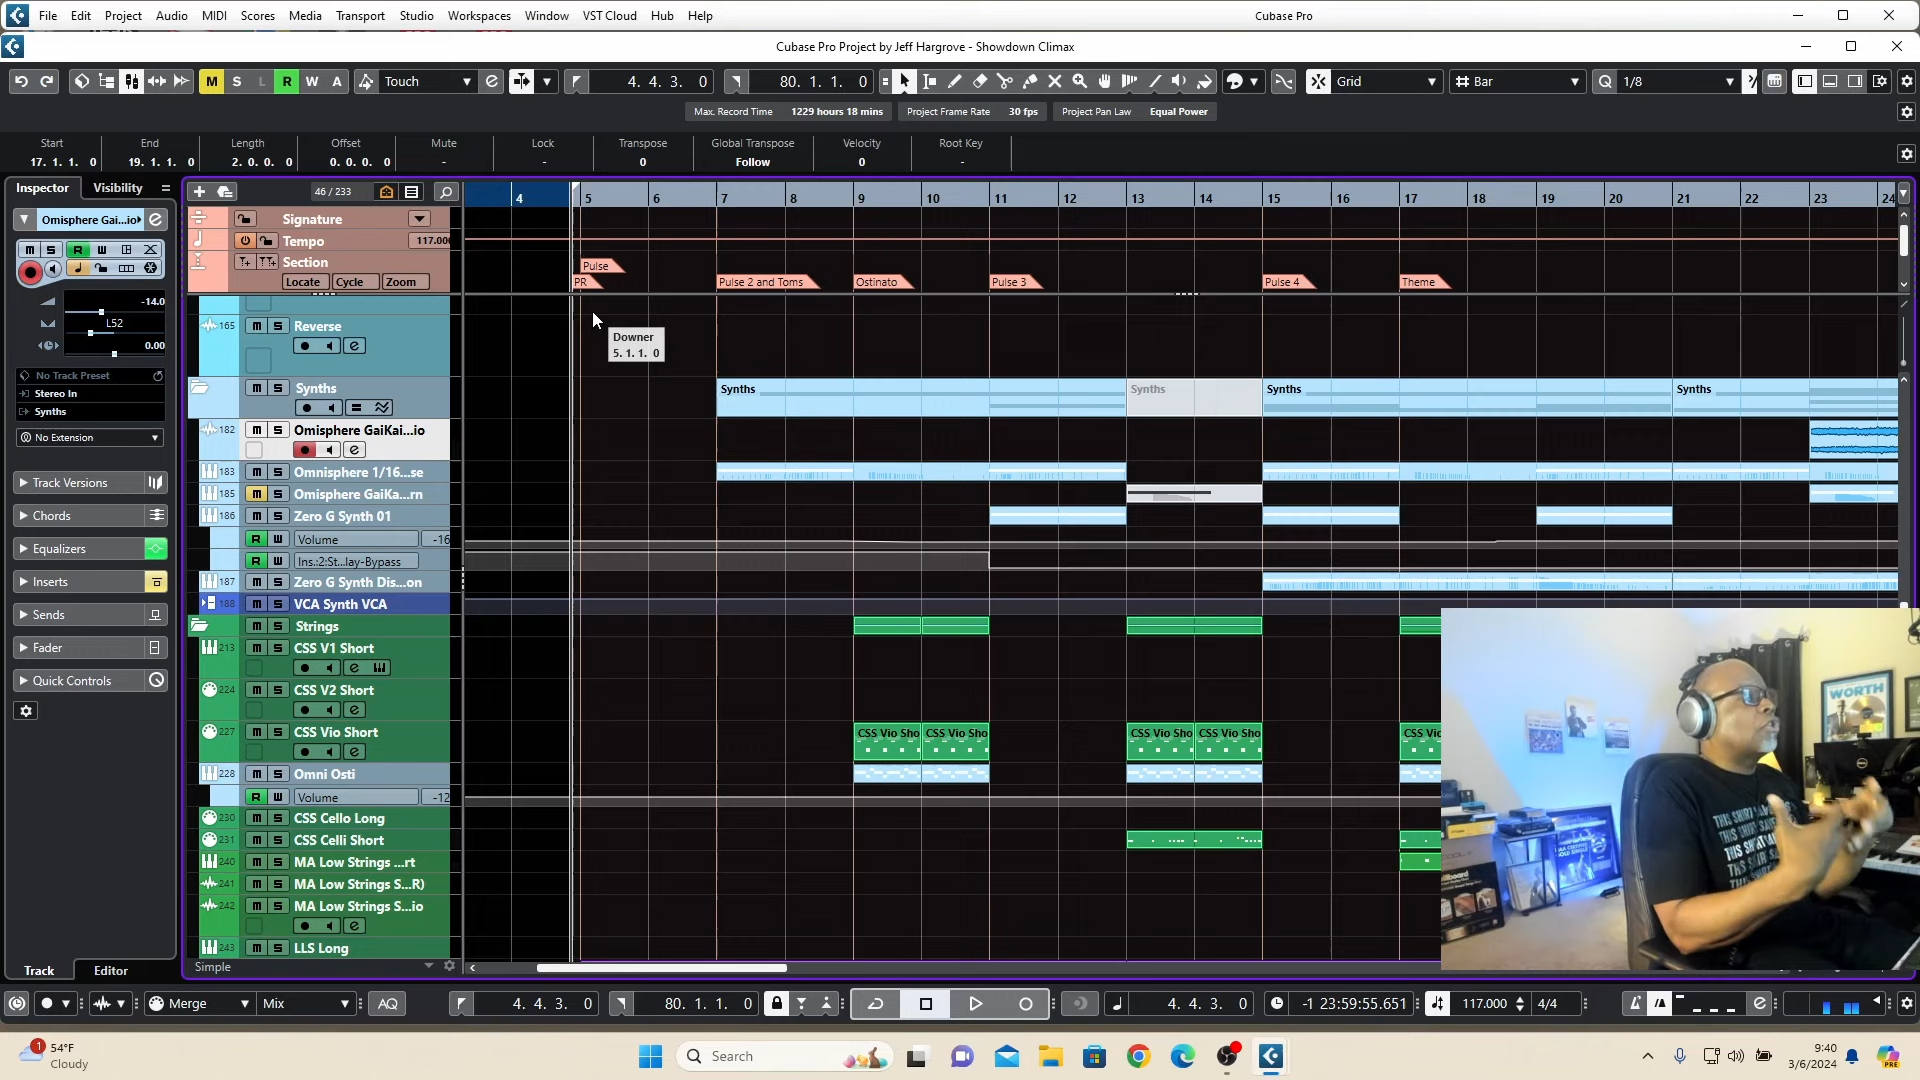 File Edit Project Audio MIDI Scores Media Transport Studio Workspaces Window VST Cloud Hub Help Cubase Pro
Cubase Pro Project by Jeff Hargrove - Showdown Climax
M S L R W A Touch 4. 4. 3. 0 80. 1. 1. 0 Grid Bar 1/8
Max. Record Time 1229 hours 18 mins Project Frame Rate 30 fps Project Pan Law Equal Power
Start End Length Offset Mute Lock Transpose Global Transpose Velocity Root Key
17. 1. 1. 0 19. 1. 1. 0 2. 0. 0. 0 0. 0. 0. 0 - - 0 Follow 0 -
Inspector Visibility 46 / 233 4 5 6 7 8 9 10 11 12 13 14 15 16 17 18 19 20 21 22 23 24
Omisphere Gai...io
Signature
Tempo 117.000
Section
Locate Cycle Zoom
Pulse
PR Pulse 2 and Toms Ostinato Pulse 3 Pulse 4 Theme
m S R W
-14.0
L52
0.00
No Track Preset
Stereo In
Synths
No Extension
Track Versions
Chords
Equalizers
Inserts
Sends
Fader
Quick Controls
165 m S Reverse
Downer
5. 1. 1. 0
m S Synths Synths Synths Synths Synths
182 m S Omisphere GaiKai...io
183 m S Omnisphere 1/16...se
185 m S Omisphere GaiKa...rn
186 m S Zero G Synth 01
R W Volume -16
R W Ins.:2:St...lay-Bypass
187 m S Zero G Synth Dis...on
188 m S VCA Synth VCA
m S Strings
213 m S CSS V1 Short
224 m S CSS V2 Short
227 m S CSS Vio Short CSS Vio Sho CSS Vio Sho CSS Vio Sho CSS Vio Sho CSS Vio
228 m S Omni Osti
R W Volume -12
230 m S CSS Cello Long
231 m S CSS Celli Short
240 m S MA Low Strings ...rt
241 m S MA Low Strings S...R)
242 m S MA Low Strings S...io
243 m S LLS Long
Simple
Track Editor
WORTH
Merge Mix AQ 4. 4. 3. 0 80. 1. 1. 0 4. 4. 3. 0 -1 23:59:55.651 117.000 4/4
1 54°F
Cloudy
Search
9:40
3/6/2024
PRE